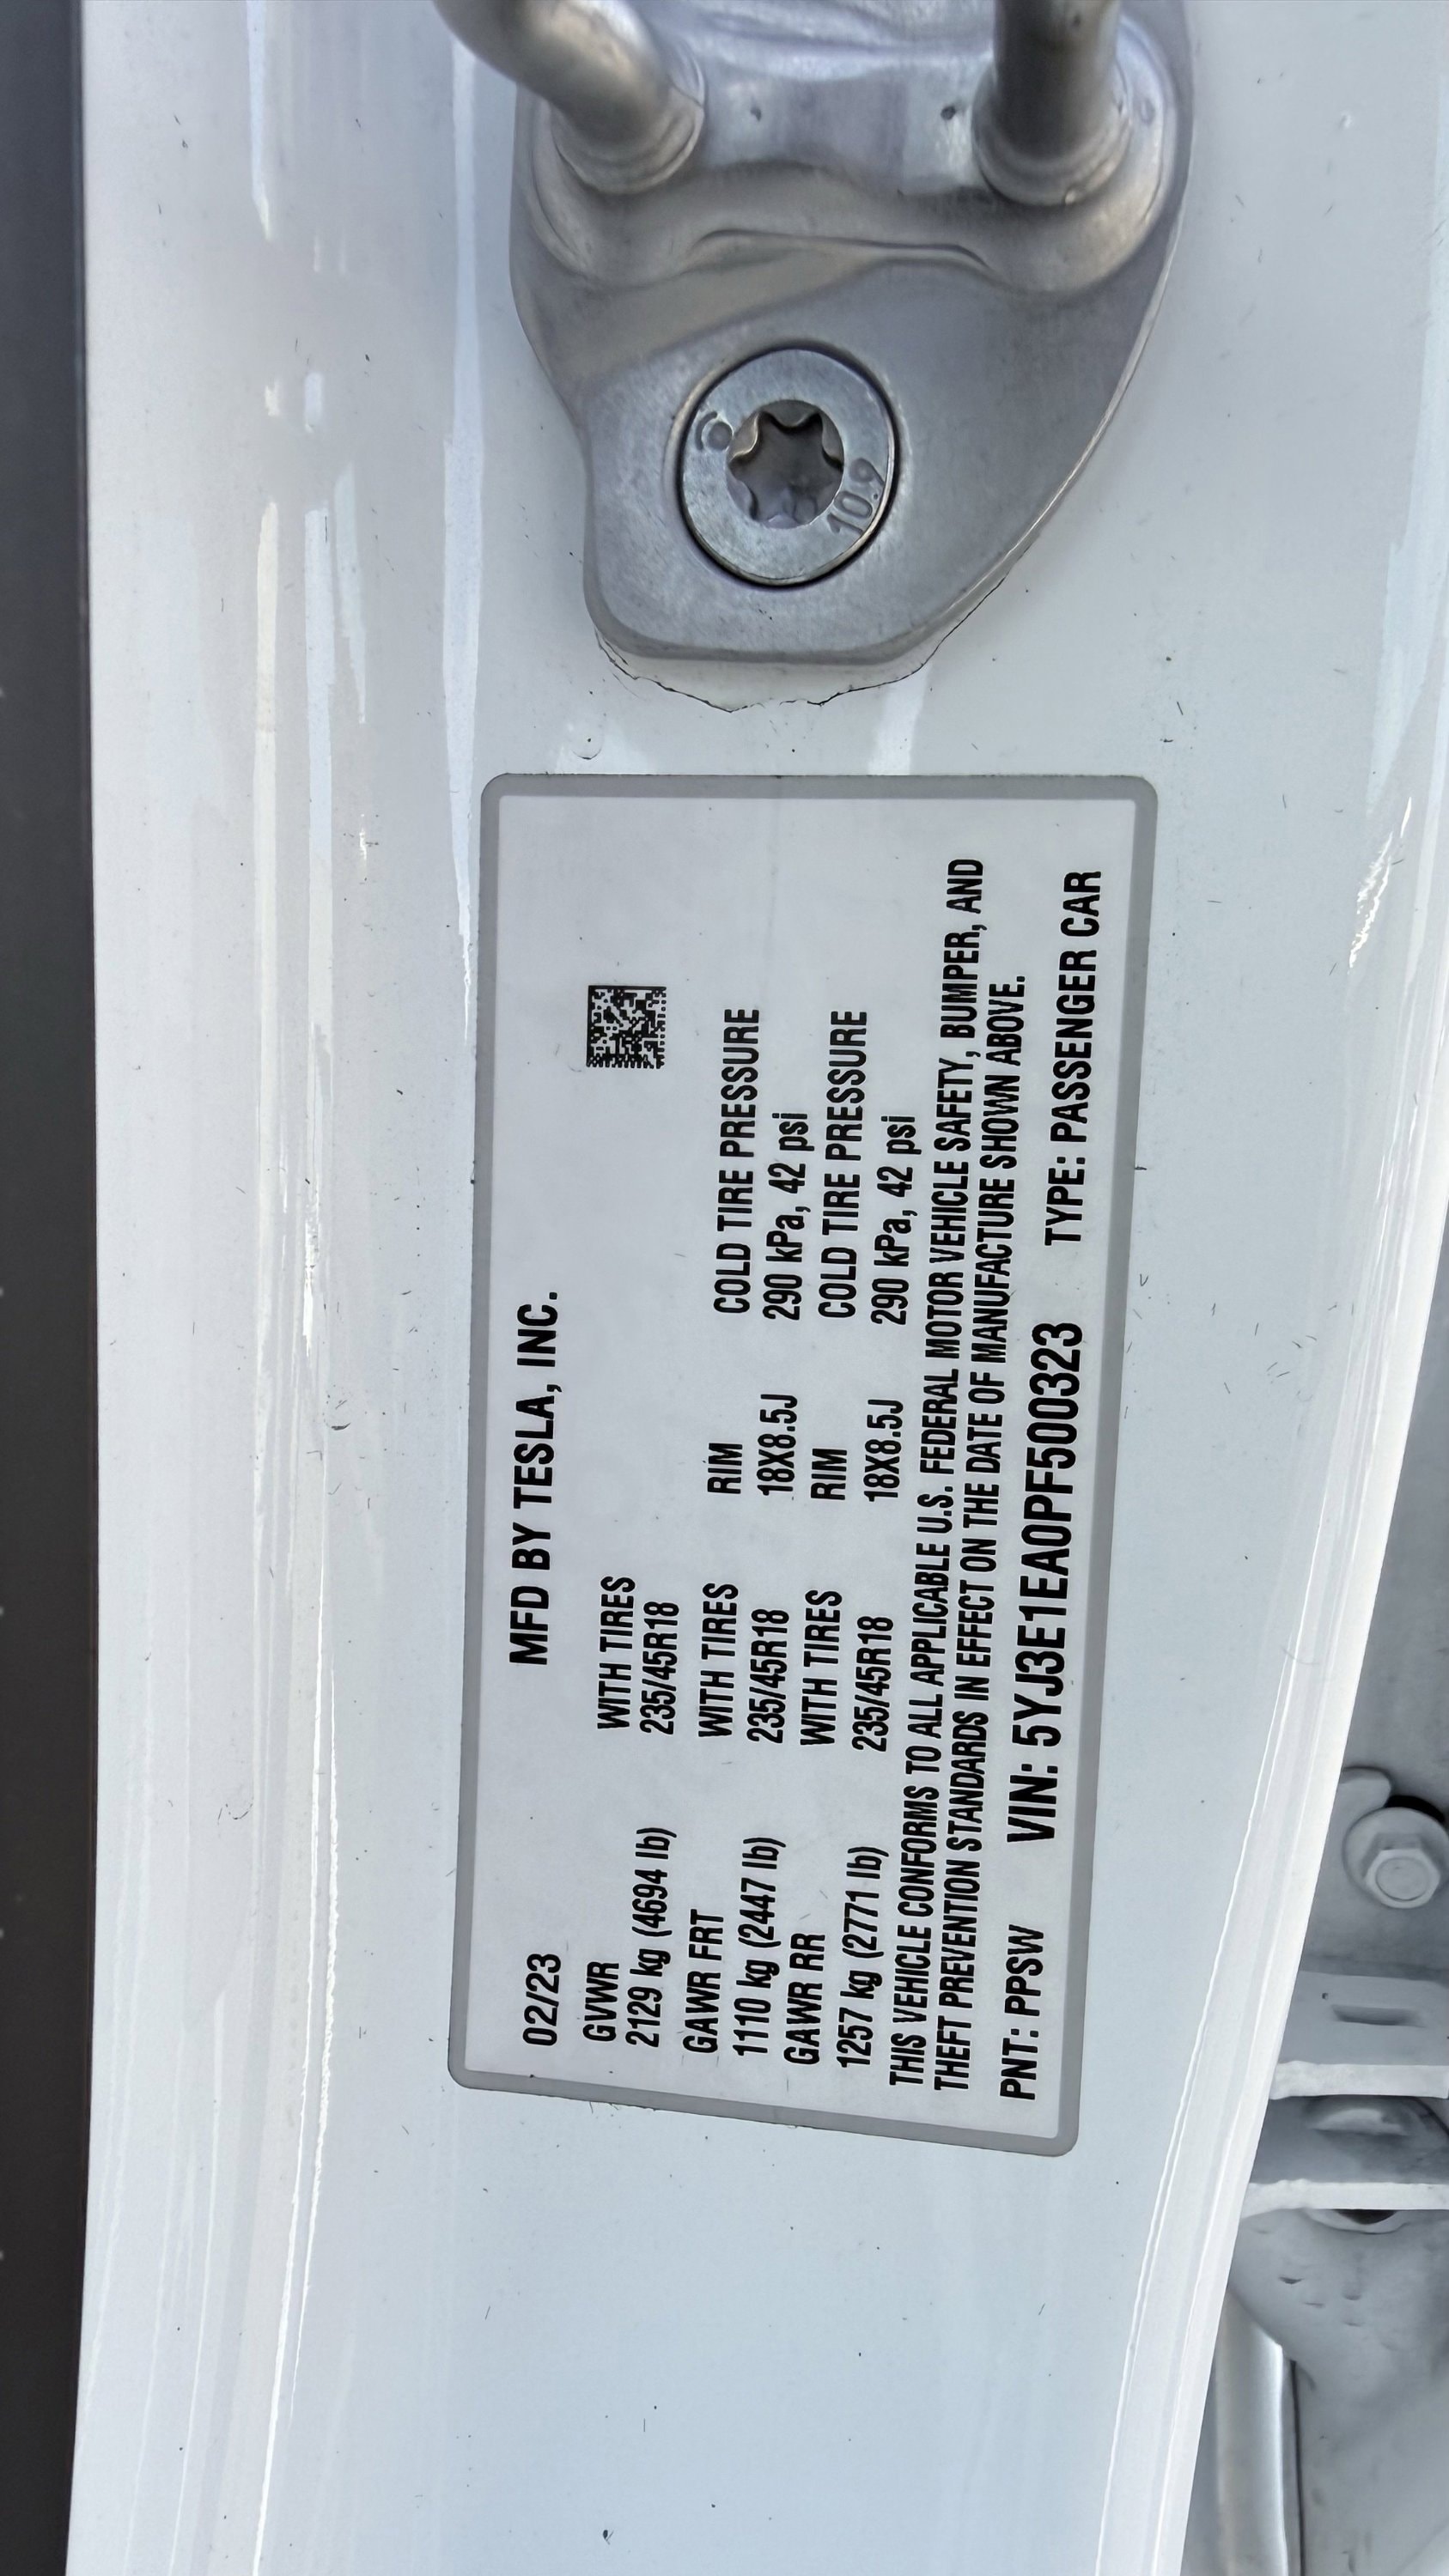 10.9
02/23 MFD BY TESLA, INC.
GVWR WITH TIRES
2129 kg (4694 lb) 235/45R18
GAWR FRT WITH TIRES RIM COLD TIRE PRESSURE
1110 kg (2447 lb) 235/45R18 18X8.5J 290 kPa, 42 psi
GAWR RR WITH TIRES RIM COLD TIRE PRESSURE
1257 kg (2771 lb) 235/45R18 18X8.5J 290 kPa, 42 psi
THIS VEHICLE CONFORMS TO ALL APPLICABLE U.S. FEDERAL MOTOR VEHICLE SAFETY, BUMPER, AND
THEFT PREVENTION STANDARDS IN EFFECT ON THE DATE OF MANUFACTURE SHOWN ABOVE.
PNT: PPSW VIN: 5YJ3E1EA0PF500323 TYPE: PASSENGER CAR